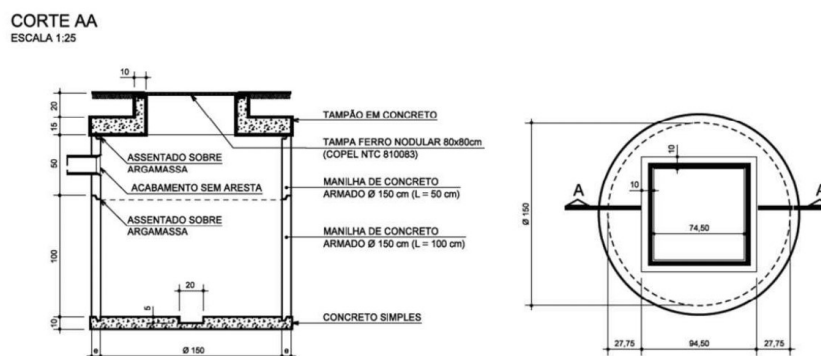 CORTE AA
ESCALA 1:25
10
20
15
50
100
10
5
20
e
Ø 150
e
TAMPÃO EM CONCRETO
TAMPA FERRO NODULAR 80x80cm
(COPEL NTC 810083)
ASSENTADO SOBRE
ARGAMASSA
ACABAMENTO SEM ARESTA
MANILHA DE CONCRETO
ARMADO Ø 150 cm (L = 50 cm)
ASSENTADO SOBRE
ARGAMASSA
MANILHA DE CONCRETO
ARMADO Ø 150 cm (L = 100 cm)
CONCRETO SIMPLES
A
A
10
10
74,50
Ø 150
27,75
94,50
27,75